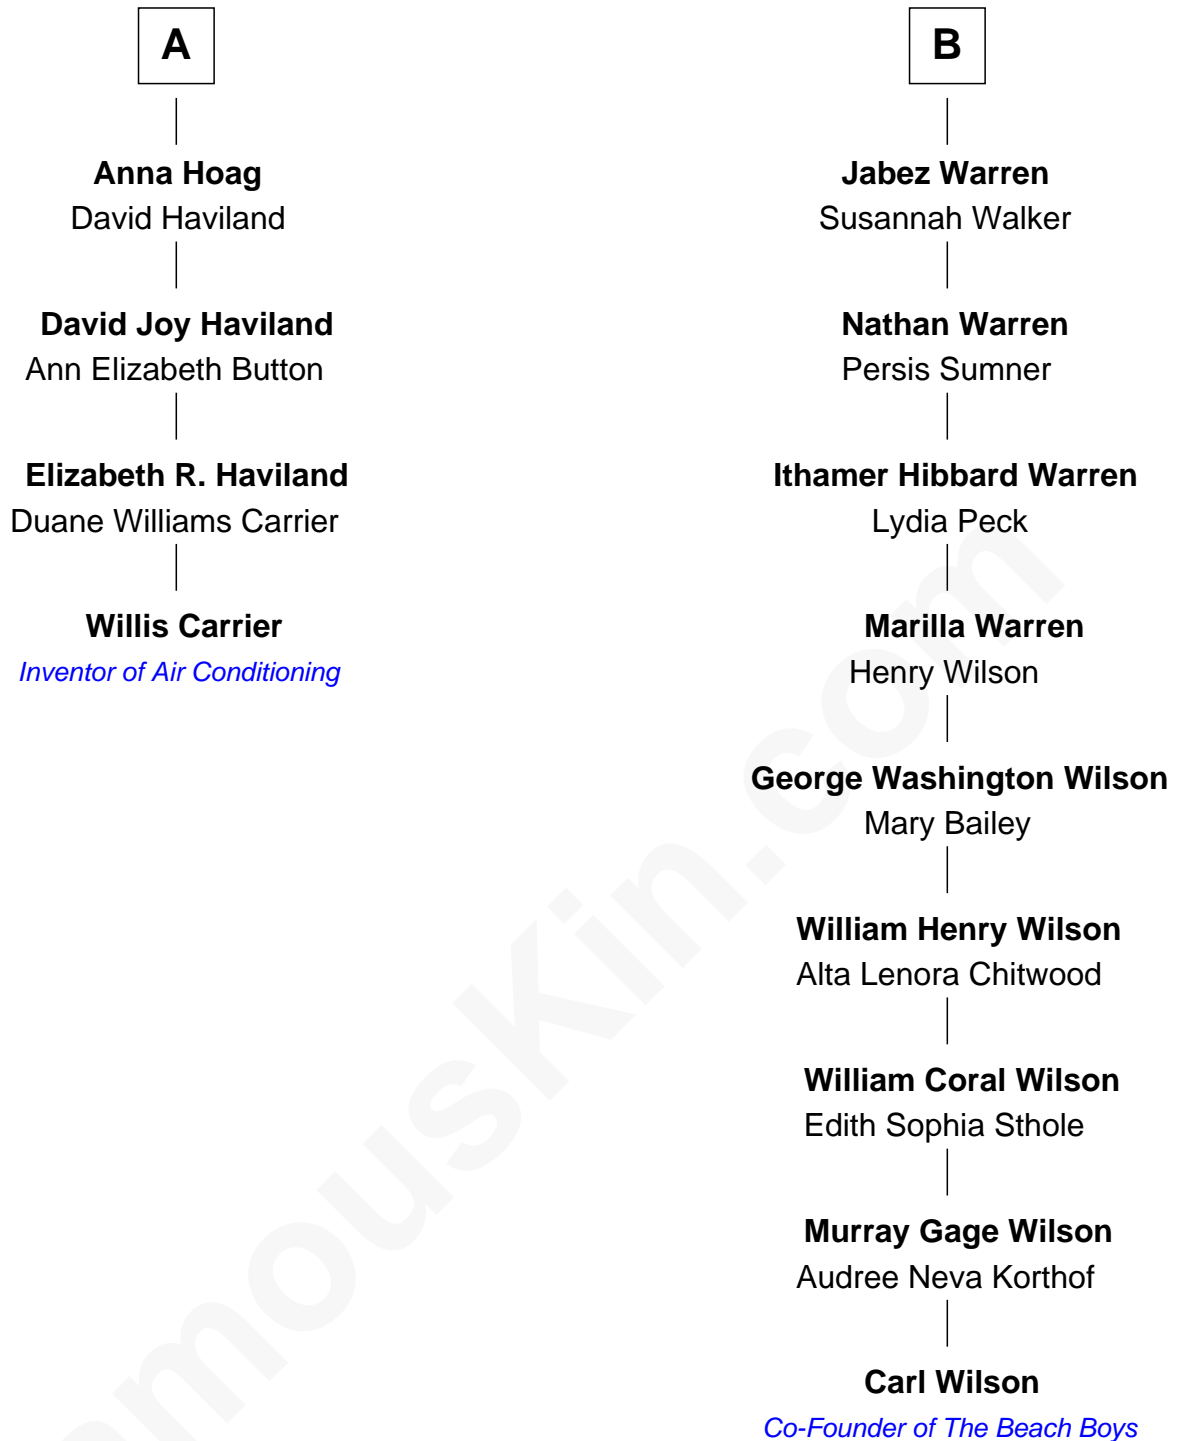 A
Anna Hoag
David Haviland
David Joy Haviland
Ann Elizabeth Button
Elizabeth R. Haviland
Duane Williams Carrier
Willis Carrier
Inventor of Air Conditioning
B
Jabez Warren
Susannah Walker
Nathan Warren
Persis Sumner
Ithamer Hibbard Warren
Lydia Peck
Marilla Warren
Henry Wilson
George Washington Wilson
Mary Bailey
William Henry Wilson
Alta Lenora Chitwood
William Coral Wilson
Edith Sophia Sthole
Murray Gage Wilson
Audree Neva Korthof
Carl Wilson
Co-Founder of The Beach Boys
mouskin.com